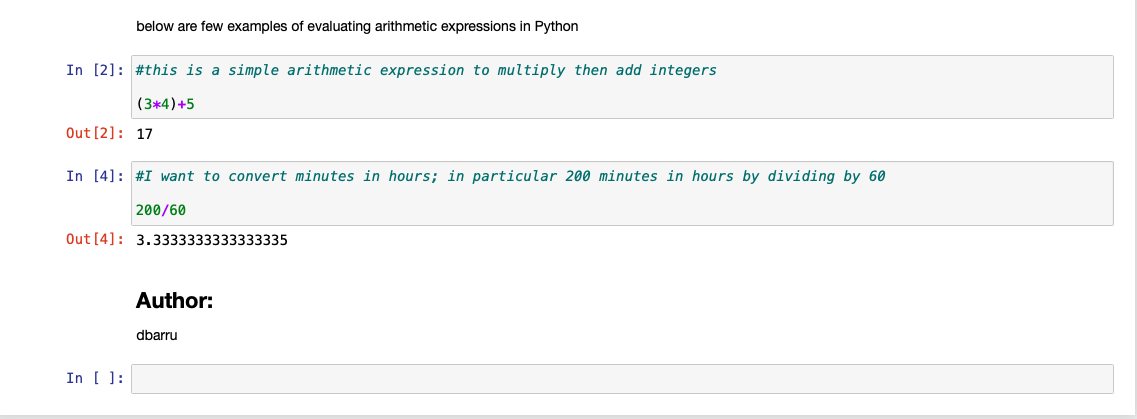 below are few examples of evaluating arithmetic expressions in Python
In [2]: #this is a simple arithmetic expression to multiply then add integers
(3*4)+5
Out[2]: 17
In [4]: #I want to convert minutes in hours; in particular 200 minutes in hours by dividing by 60
200/60
Out[4]: 3.3333333333333335
Author:
dbarru
In [ ]: